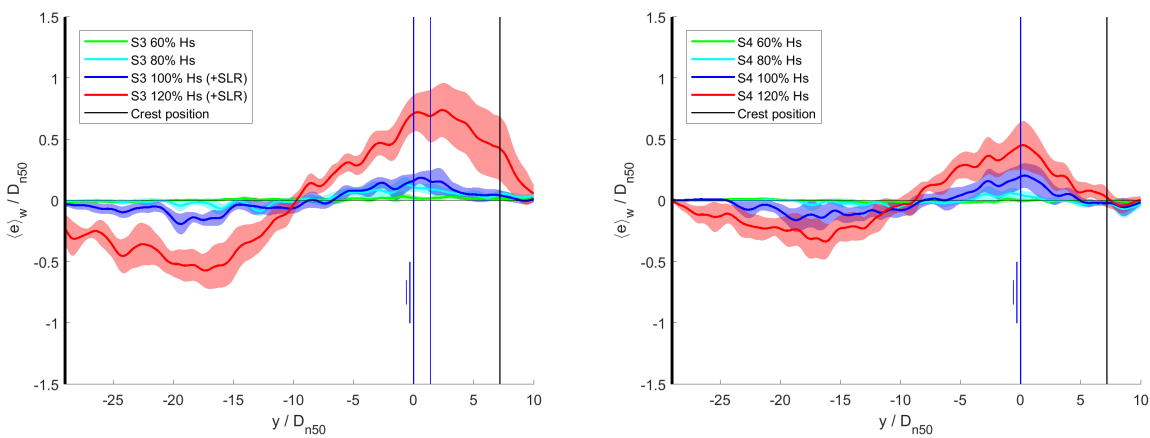 1.5
1
0.5
0
-0.5
-1
-1.5
⟨e⟩w / Dn50
S3 60% Hs
S3 80% Hs
S3 100% Hs (+SLR)
S3 120% Hs (+SLR)
Crest position
-25 -20 -15 -10 -5 0 5 10
y / Dn50
1.5
1
0.5
0
-0.5
-1
-1.5
⟨e⟩w / Dn50
S4 60% Hs
S4 80% Hs
S4 100% Hs
S4 120% Hs
Crest position
-25 -20 -15 -10 -5 0 5 10
y / Dn50